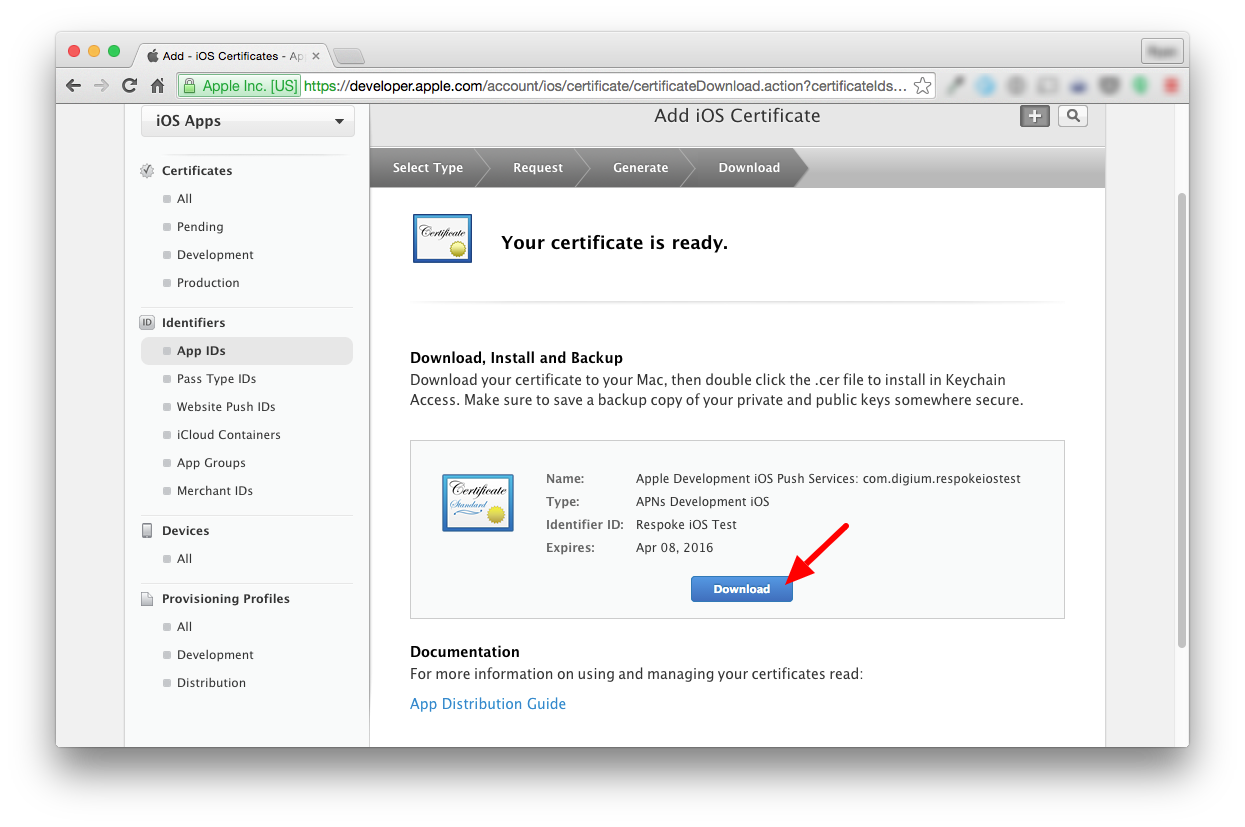 Add - iOS Certificates - Ap
Apple Inc. [US] https://developer.apple.com/account/ios/certificate/certificateDownload.action?certificateIds...
iOS Apps
Certificates
All
Pending
Development
Production
ID Identifiers
App IDs
Pass Type IDs
Website Push IDs
iCloud Containers
App Groups
Merchant IDs
Devices
All
Provisioning Profiles
All
Development
Distribution
Add iOS Certificate
Select Type Request Generate Download
Certificate
Your certificate is ready.
Download, Install and Backup
Download your certificate to your Mac, then double click the .cer file to install in Keychain
Access. Make sure to save a backup copy of your private and public keys somewhere secure.
Certificate
Standard
Name: Apple Development iOS Push Services: com.digium.respokeiostest
Type: APNs Development iOS
Identifier ID: Respoke iOS Test
Expires: Apr 08, 2016
Download
Documentation
For more information on using and managing your certificates read:
App Distribution Guide